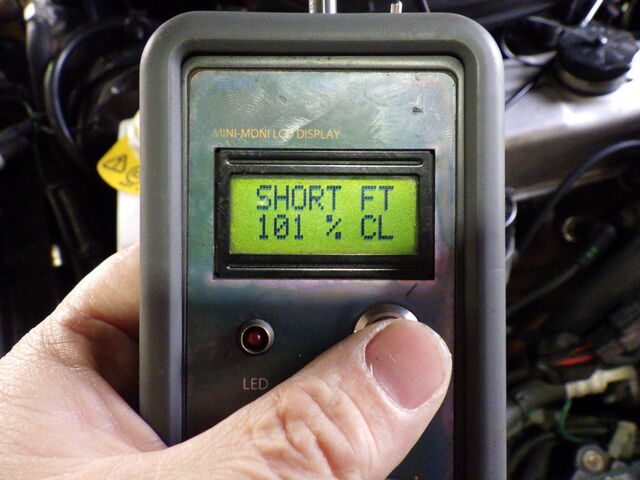 MINI-MONI LCD DISPLAY
SHORT FT
101 % CL
LED